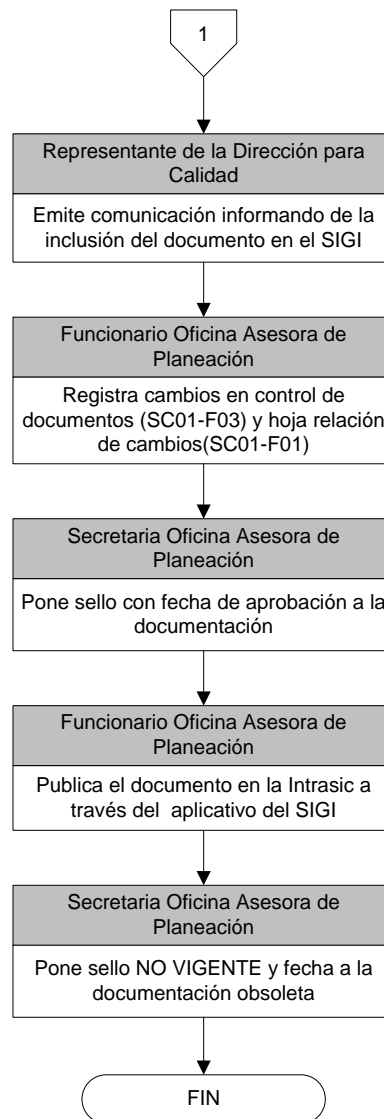 1
Representante de la Dirección para
Calidad
Emite comunicación informando de la
inclusión del documento en el SIGI
Funcionario Oficina Asesora de
Planeación
Registra cambios en control de
documentos (SC01-F03) y hoja relación
de cambios(SC01-F01)
Secretaria Oficina Asesora de
Planeación
Pone sello con fecha de aprobación a la
documentación
Funcionario Oficina Asesora de
Planeación
Publica el documento en la Intrasic a
través del aplicativo del SIGI
Secretaria Oficina Asesora de
Planeación
Pone sello NO VIGENTE y fecha a la
documentación obsoleta
FIN